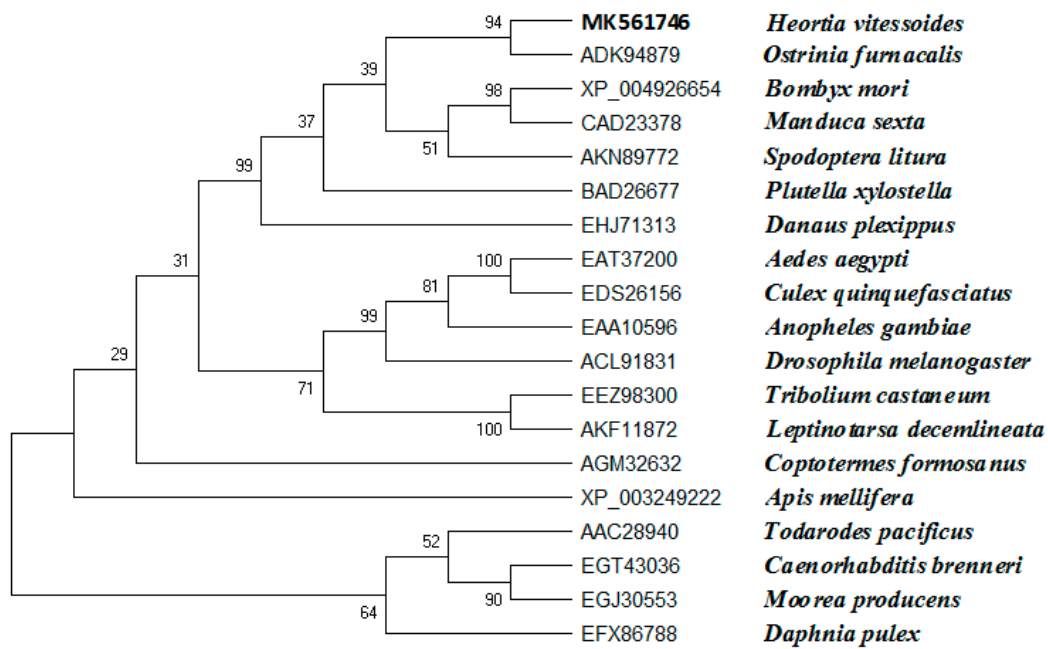 94 MK561746 Heortia vitessoides
ADK94879 Ostrinia furnacalis
39
98 XP_004926654 Bombyx mori
37 CAD23378 Manduca sexta
51 AKN89772 Spodoptera litura
99 BAD26677 Plutella xylostella
EHJ71313 Danaus plexippus
31 100 EAT37200 Aedes aegypti
81 EDS26156 Culex quinquefasciatus
99 EAA10596 Anopheles gambiae
29 ACL91831 Drosophila melanogaster
71 EEZ98300 Tribolium castaneum
100 AKF11872 Leptinotarsa decemlineata
AGM32632 Coptotermes formosanus
XP_003249222 Apis mellifera
52 AAC28940 Todarodes pacificus
EGT43036 Caenorhabditis brenneri
90 EGJ30553 Moorea producens
64 EFX86788 Daphnia pulex